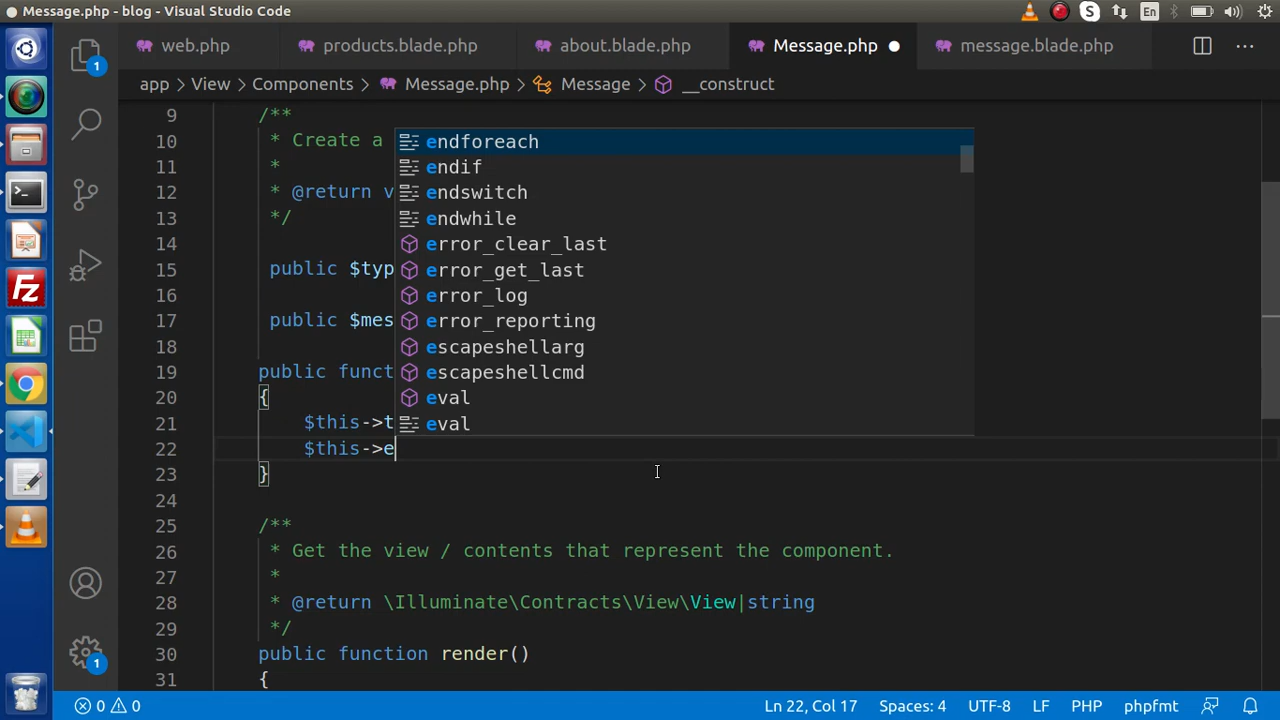 Message.php - blog - Visual Studio Code
En
web.php
products.blade.php
about.blade.php
Message.php
message.blade.php
app > View > Components > Message.php > Message > __construct
9 /**
10 * Create a
11 *
12 * @return v
13 */
14
15 public $typ
16
17 public $mes
18
19 public funct
20 {
21 $this->t
22 $this->e
23 }
24
25 /**
26 * Get the view / contents that represent the component.
27 *
28 * @return \Illuminate\Contracts\View\View|string
29 */
30 public function render()
31 {
endforeach
endif
endswitch
endwhile
error_clear_last
error_get_last
error_log
error_reporting
escapeshellarg
escapeshellcmd
eval
eval
1
1
0 0
Ln 22, Col 17
Spaces: 4
UTF-8
LF
PHP
phpfmt